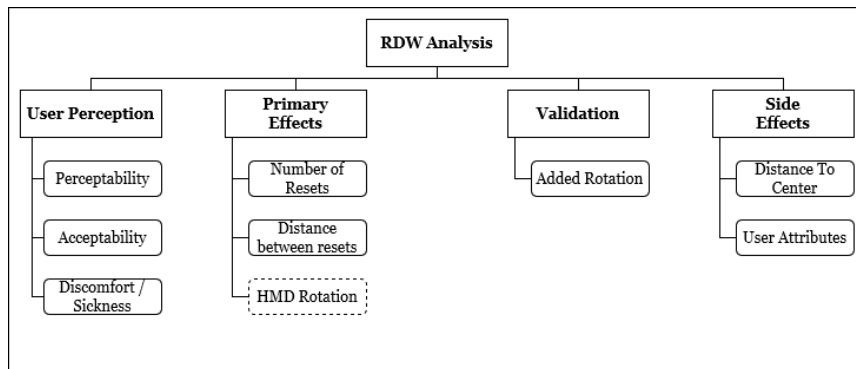 RDW Analysis
User Perception
Primary
Effects
Validation
Side
Effects
Perceptability
Acceptability
Discomfort /
Sickness
Number of
Resets
Distance
between resets
HMD Rotation
Added Rotation
Distance To
Center
User Attributes